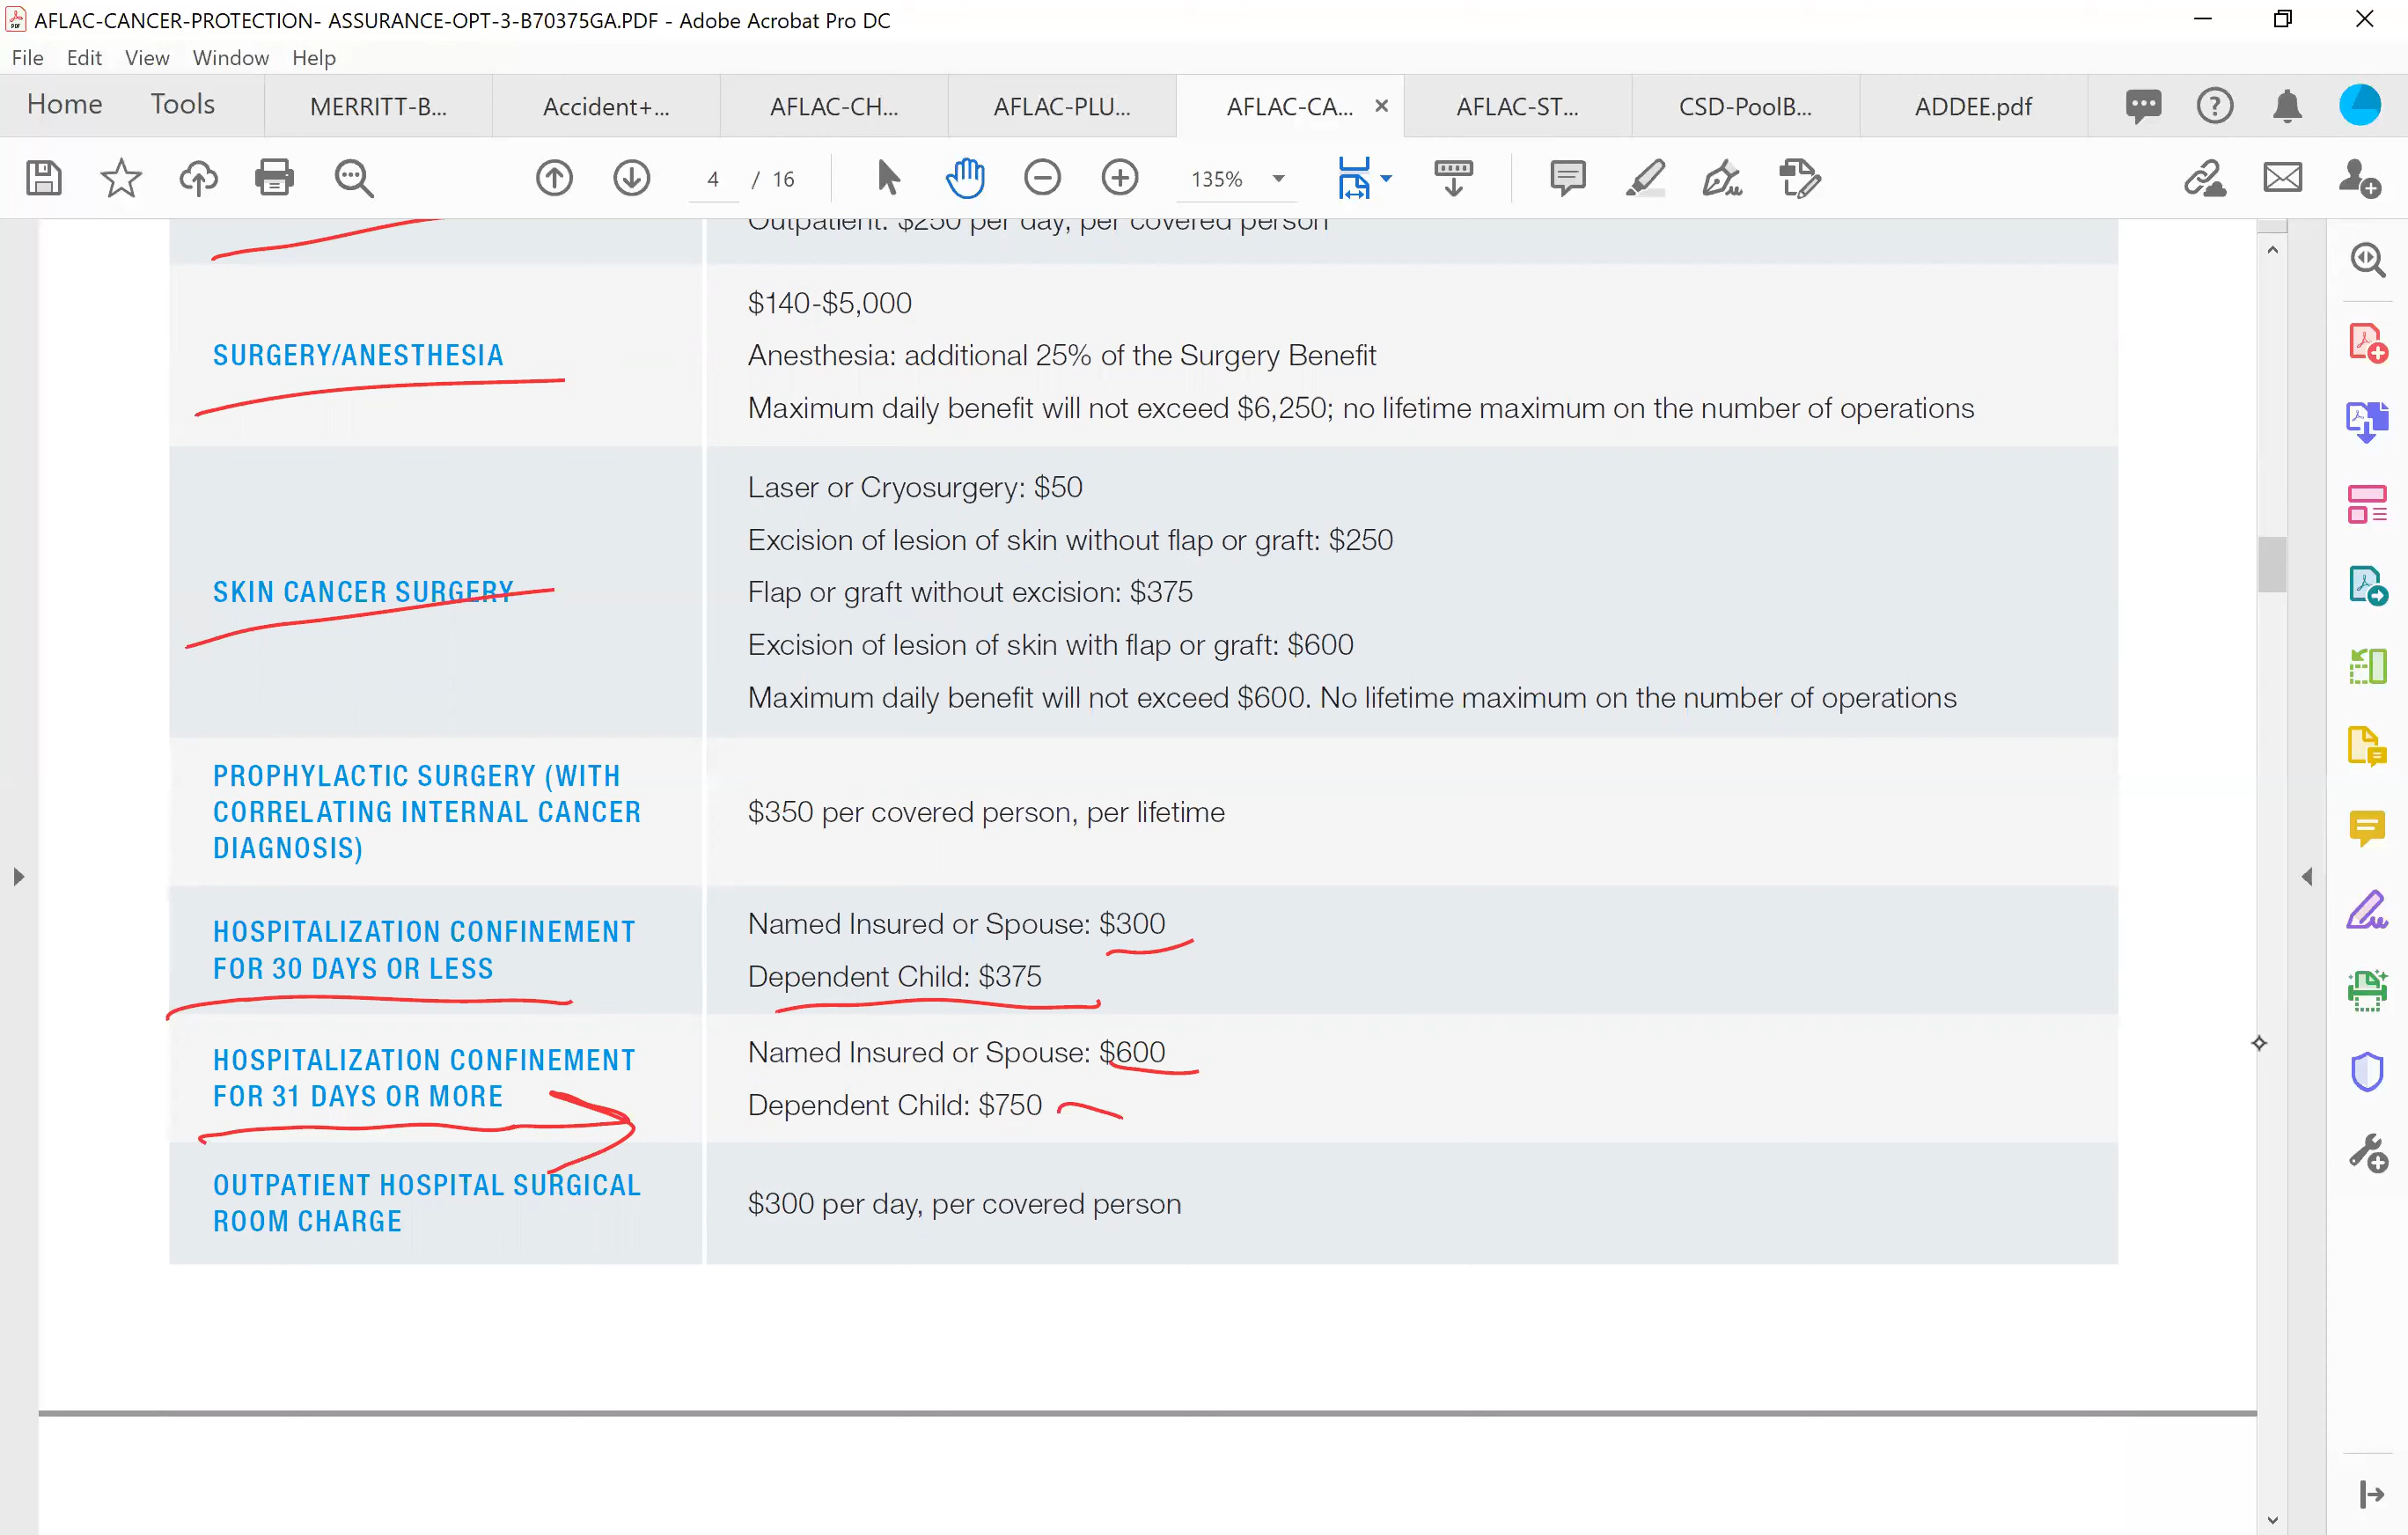 AFLAC-CANCER-PROTECTION- ASSURANCE-OPT-3-B70375GA.PDF - Adobe Acrobat Pro DC
File Edit View Window Help
Home Tools MERRITT-B... Accident+... AFLAC-CH... AFLAC-PLU... AFLAC-CA... AFLAC-ST... CSD-PoolB... ADDEE.pdf
4 / 16 135%
Outpatient: $250 per day, per covered person
SURGERY/ANESTHESIA
$140-$5,000
Anesthesia: additional 25% of the Surgery Benefit
Maximum daily benefit will not exceed $6,250; no lifetime maximum on the number of operations
SKIN CANCER SURGERY
Laser or Cryosurgery: $50
Excision of lesion of skin without flap or graft: $250
Flap or graft without excision: $375
Excision of lesion of skin with flap or graft: $600
Maximum daily benefit will not exceed $600. No lifetime maximum on the number of operations
PROPHYLACTIC SURGERY (WITH
CORRELATING INTERNAL CANCER
DIAGNOSIS)
$350 per covered person, per lifetime
HOSPITALIZATION CONFINEMENT
FOR 30 DAYS OR LESS
Named Insured or Spouse: $300
Dependent Child: $375
HOSPITALIZATION CONFINEMENT
FOR 31 DAYS OR MORE
Named Insured or Spouse: $600
Dependent Child: $750
OUTPATIENT HOSPITAL SURGICAL
ROOM CHARGE
$300 per day, per covered person